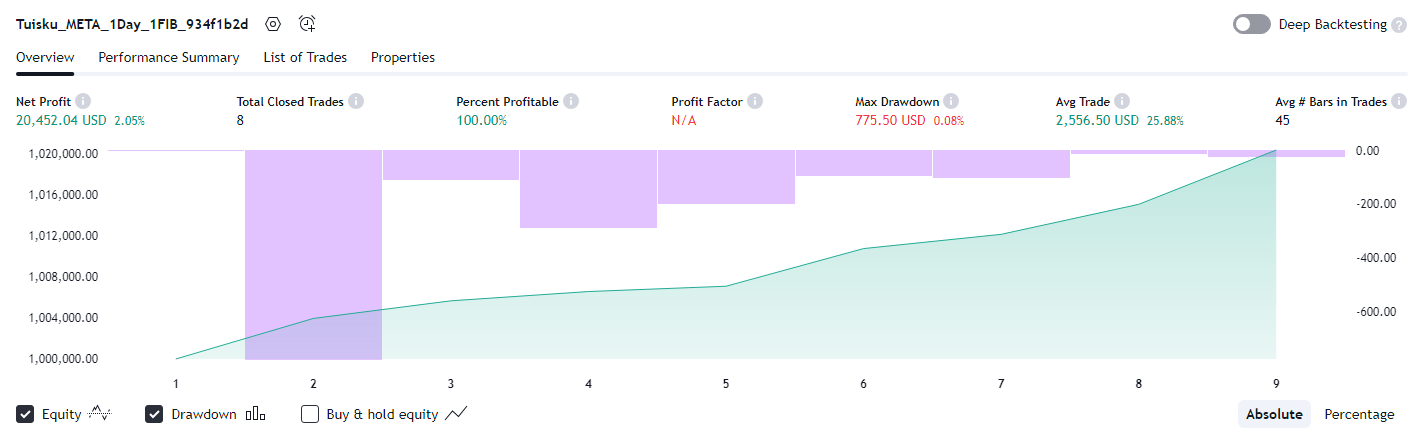 Tuisku_META_1Day_1FIB_934f1b2d Deep Backtesting ?
Overview Performance Summary List of Trades Properties
Net Profit i Total Closed Trades i Percent Profitable i Profit Factor i Max Drawdown i Avg Trade i Avg # Bars in Trades i
20,452.04 USD 2.05% 8 100.00% N/A 775.50 USD 0.08% 2,556.50 USD 25.88% 45
1,020,000.00 0.00
1,016,000.00 -200.00
1,012,000.00 -400.00
1,008,000.00 -600.00
1,004,000.00
1,000,000.00
1 2 3 4 5 6 7 8 9
Equity Drawdown Buy & hold equity Absolute Percentage